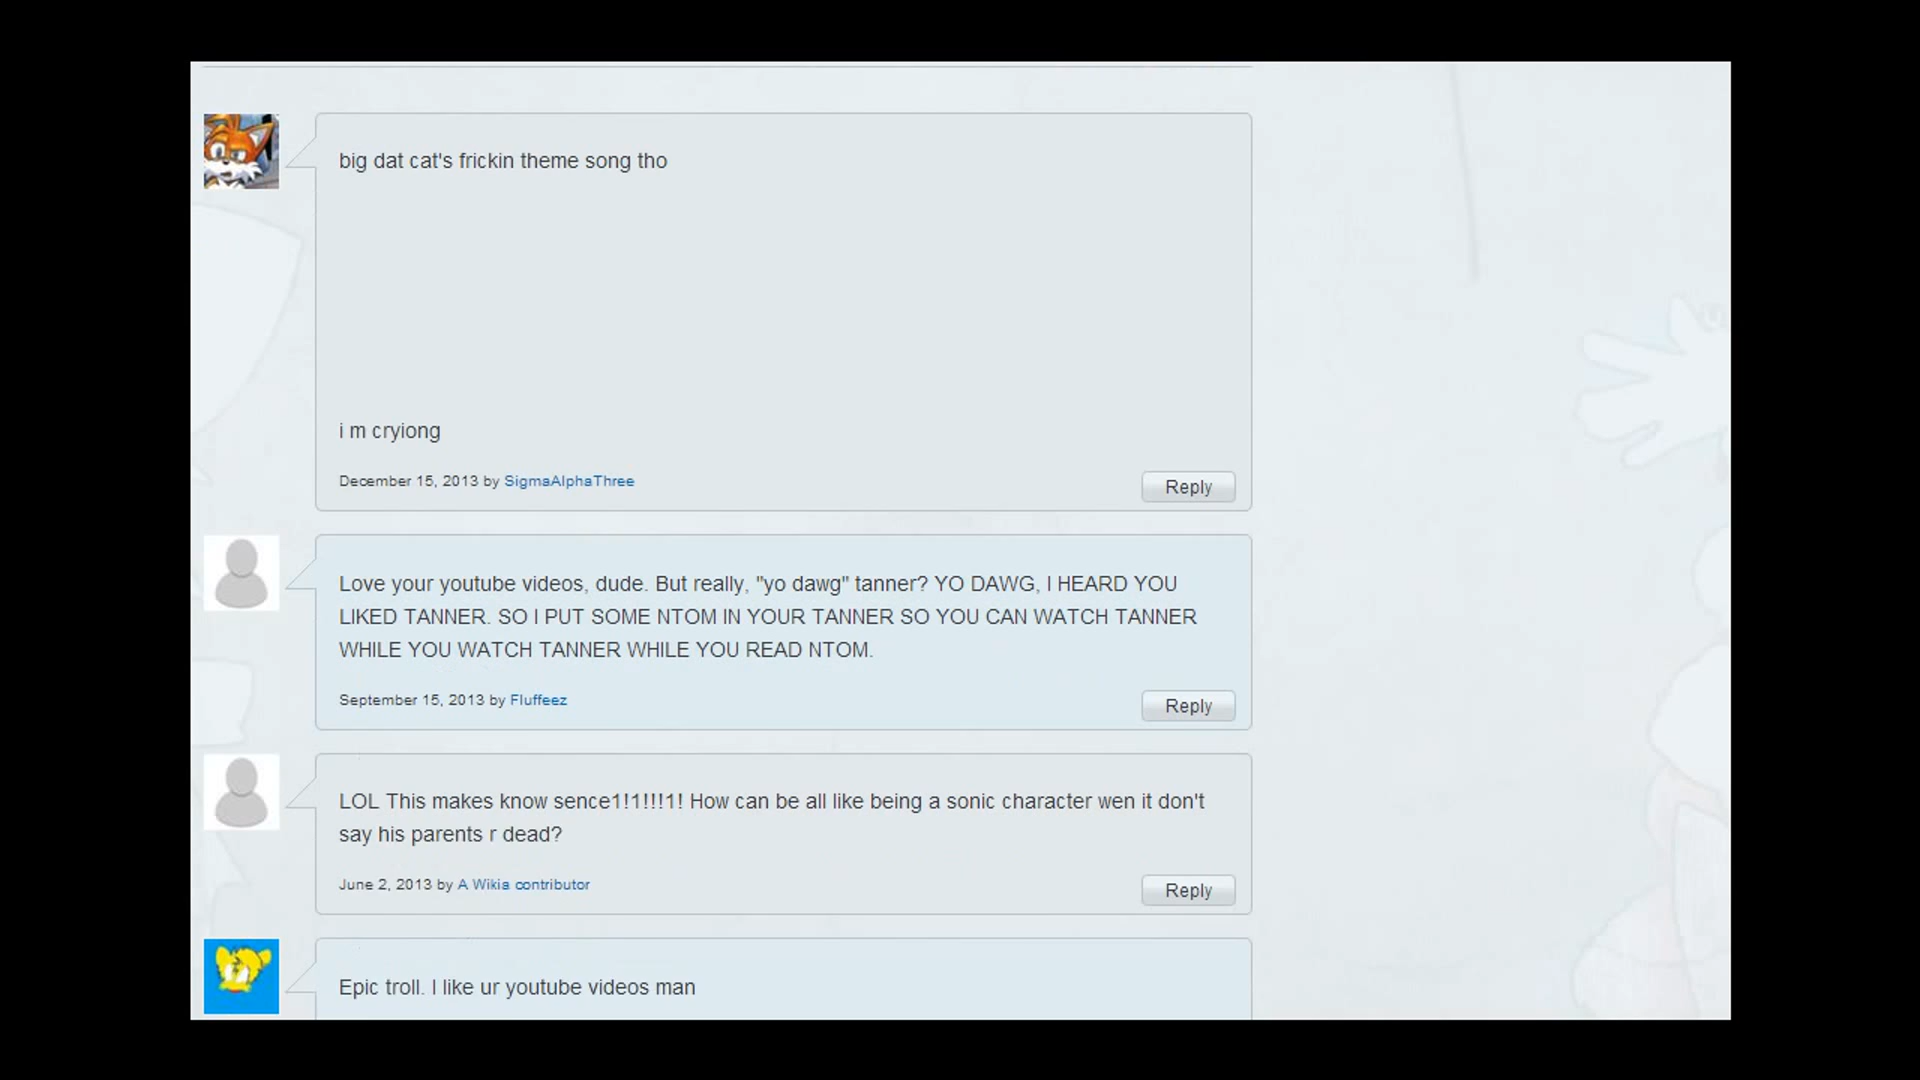 big dat cat's frickin theme song tho
i m cryiong
December 15, 2013 by SigmaAlphaThree
Reply
Love your youtube videos, dude. But really, "yo dawg" tanner? YO DAWG, I HEARD YOU
LIKED TANNER. SO I PUT SOME NTOM IN YOUR TANNER SO YOU CAN WATCH TANNER
WHILE YOU WATCH TANNER WHILE YOU READ NTOM.
September 15, 2013 by Fluffeez
Reply
LOL This makes know sence1!1!!!1! How can be all like being a sonic character wen it don't
say his parents r dead?
June 2, 2013 by A Wikia contributor
Reply
Epic troll. I like ur youtube videos man